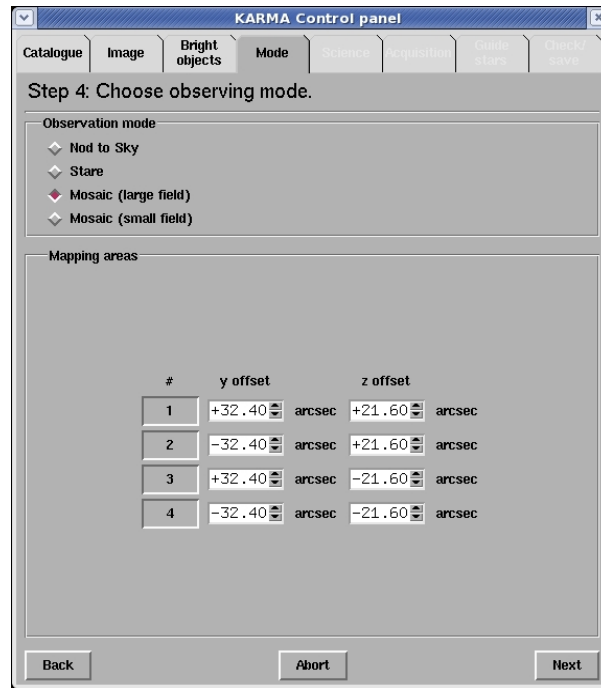 KARMA Control panel
Catalogue Image Bright objects Mode Science Acquisition Guide stars Check/ save
Step 4: Choose observing mode.
Observation mode
Nod to Sky
Stare
Mosaic (large field)
Mosaic (small field)
Mapping areas
# y offset z offset
1 +32.40 arcsec +21.60 arcsec
2 -32.40 arcsec +21.60 arcsec
3 +32.40 arcsec -21.60 arcsec
4 -32.40 arcsec -21.60 arcsec
Back Abort Next